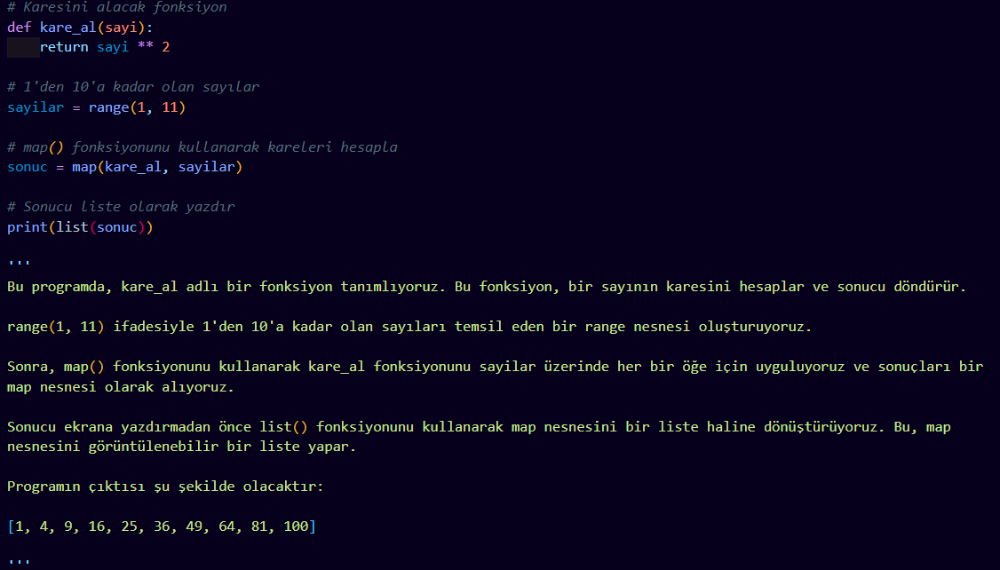 # Karesini alacak fonksiyon
def kare_al(sayi):
    return sayi ** 2
# 1'den 10'a kadar olan sayılar
sayilar = range(1, 11)
# map() fonksiyonunu kullanarak kareleri hesapla
sonuc = map(kare_al, sayilar)
# Sonucu liste olarak yazdır
print(list(sonuc))
'''
Bu programda, kare_al adlı bir fonksiyon tanımlıyoruz. Bu fonksiyon, bir sayının karesini hesaplar ve sonucu döndürür.
range(1, 11) ifadesiyle 1'den 10'a kadar olan sayıları temsil eden bir range nesnesi oluşturuyoruz.
Sonra, map() fonksiyonunu kullanarak kare_al fonksiyonunu sayilar üzerinde her bir öğe için uyguluyoruz ve sonuçları bir
map nesnesi olarak alıyoruz.
Sonucu ekrana yazdırmadan önce list() fonksiyonunu kullanarak map nesnesini bir liste haline dönüştürüyoruz. Bu, map
nesnesini görüntülenebilir bir liste yapar.
Programın çıktısı şu şekilde olacaktır:
[1, 4, 9, 16, 25, 36, 49, 64, 81, 100]
'''